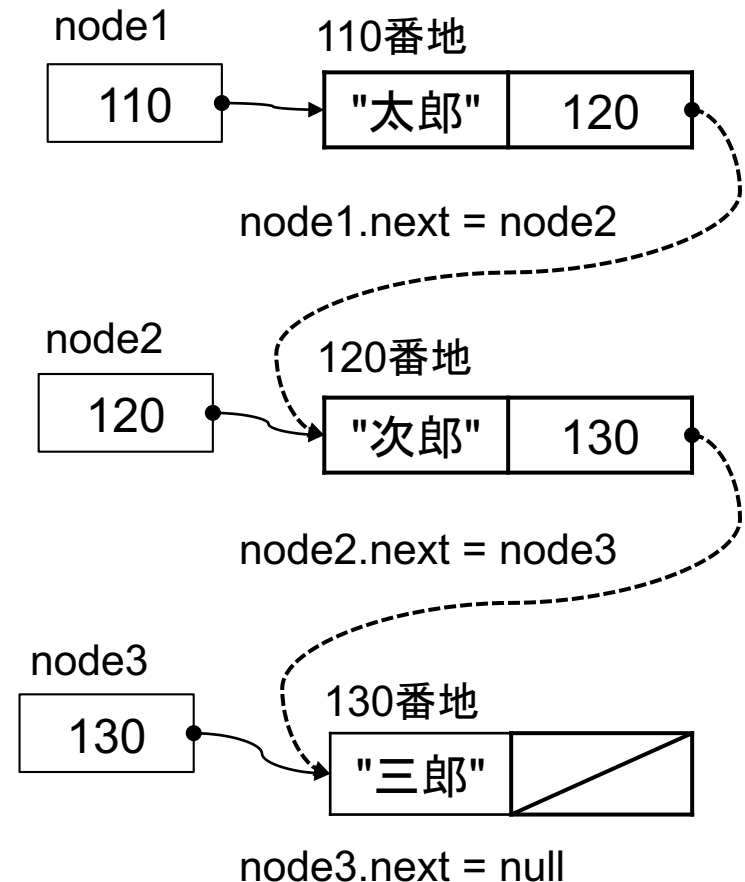 node1
110番地
110
"太郎" 120
node1.next = node2
node2
120番地
120
"次郎" 130
node2.next = node3
node3
130番地
130
"三郎"
node3.next = null